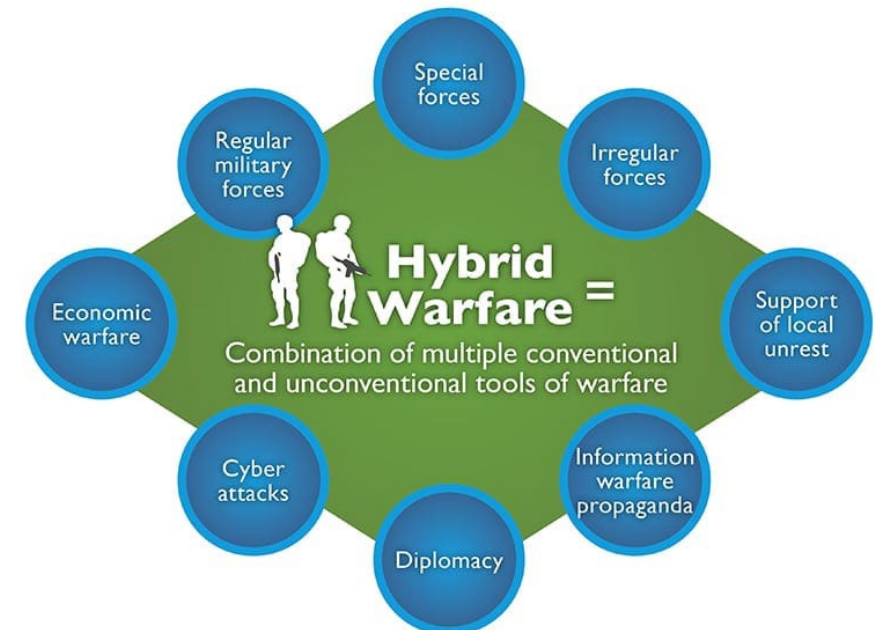 Special
forces
Regular
military
forces
Irregular
forces
Hybrid
Warfare =
Combination of multiple conventional
and unconventional tools of warfare
Economic
warfare
Support
of local
unrest
Cyber
attacks
Information
warfare
propaganda
Diplomacy